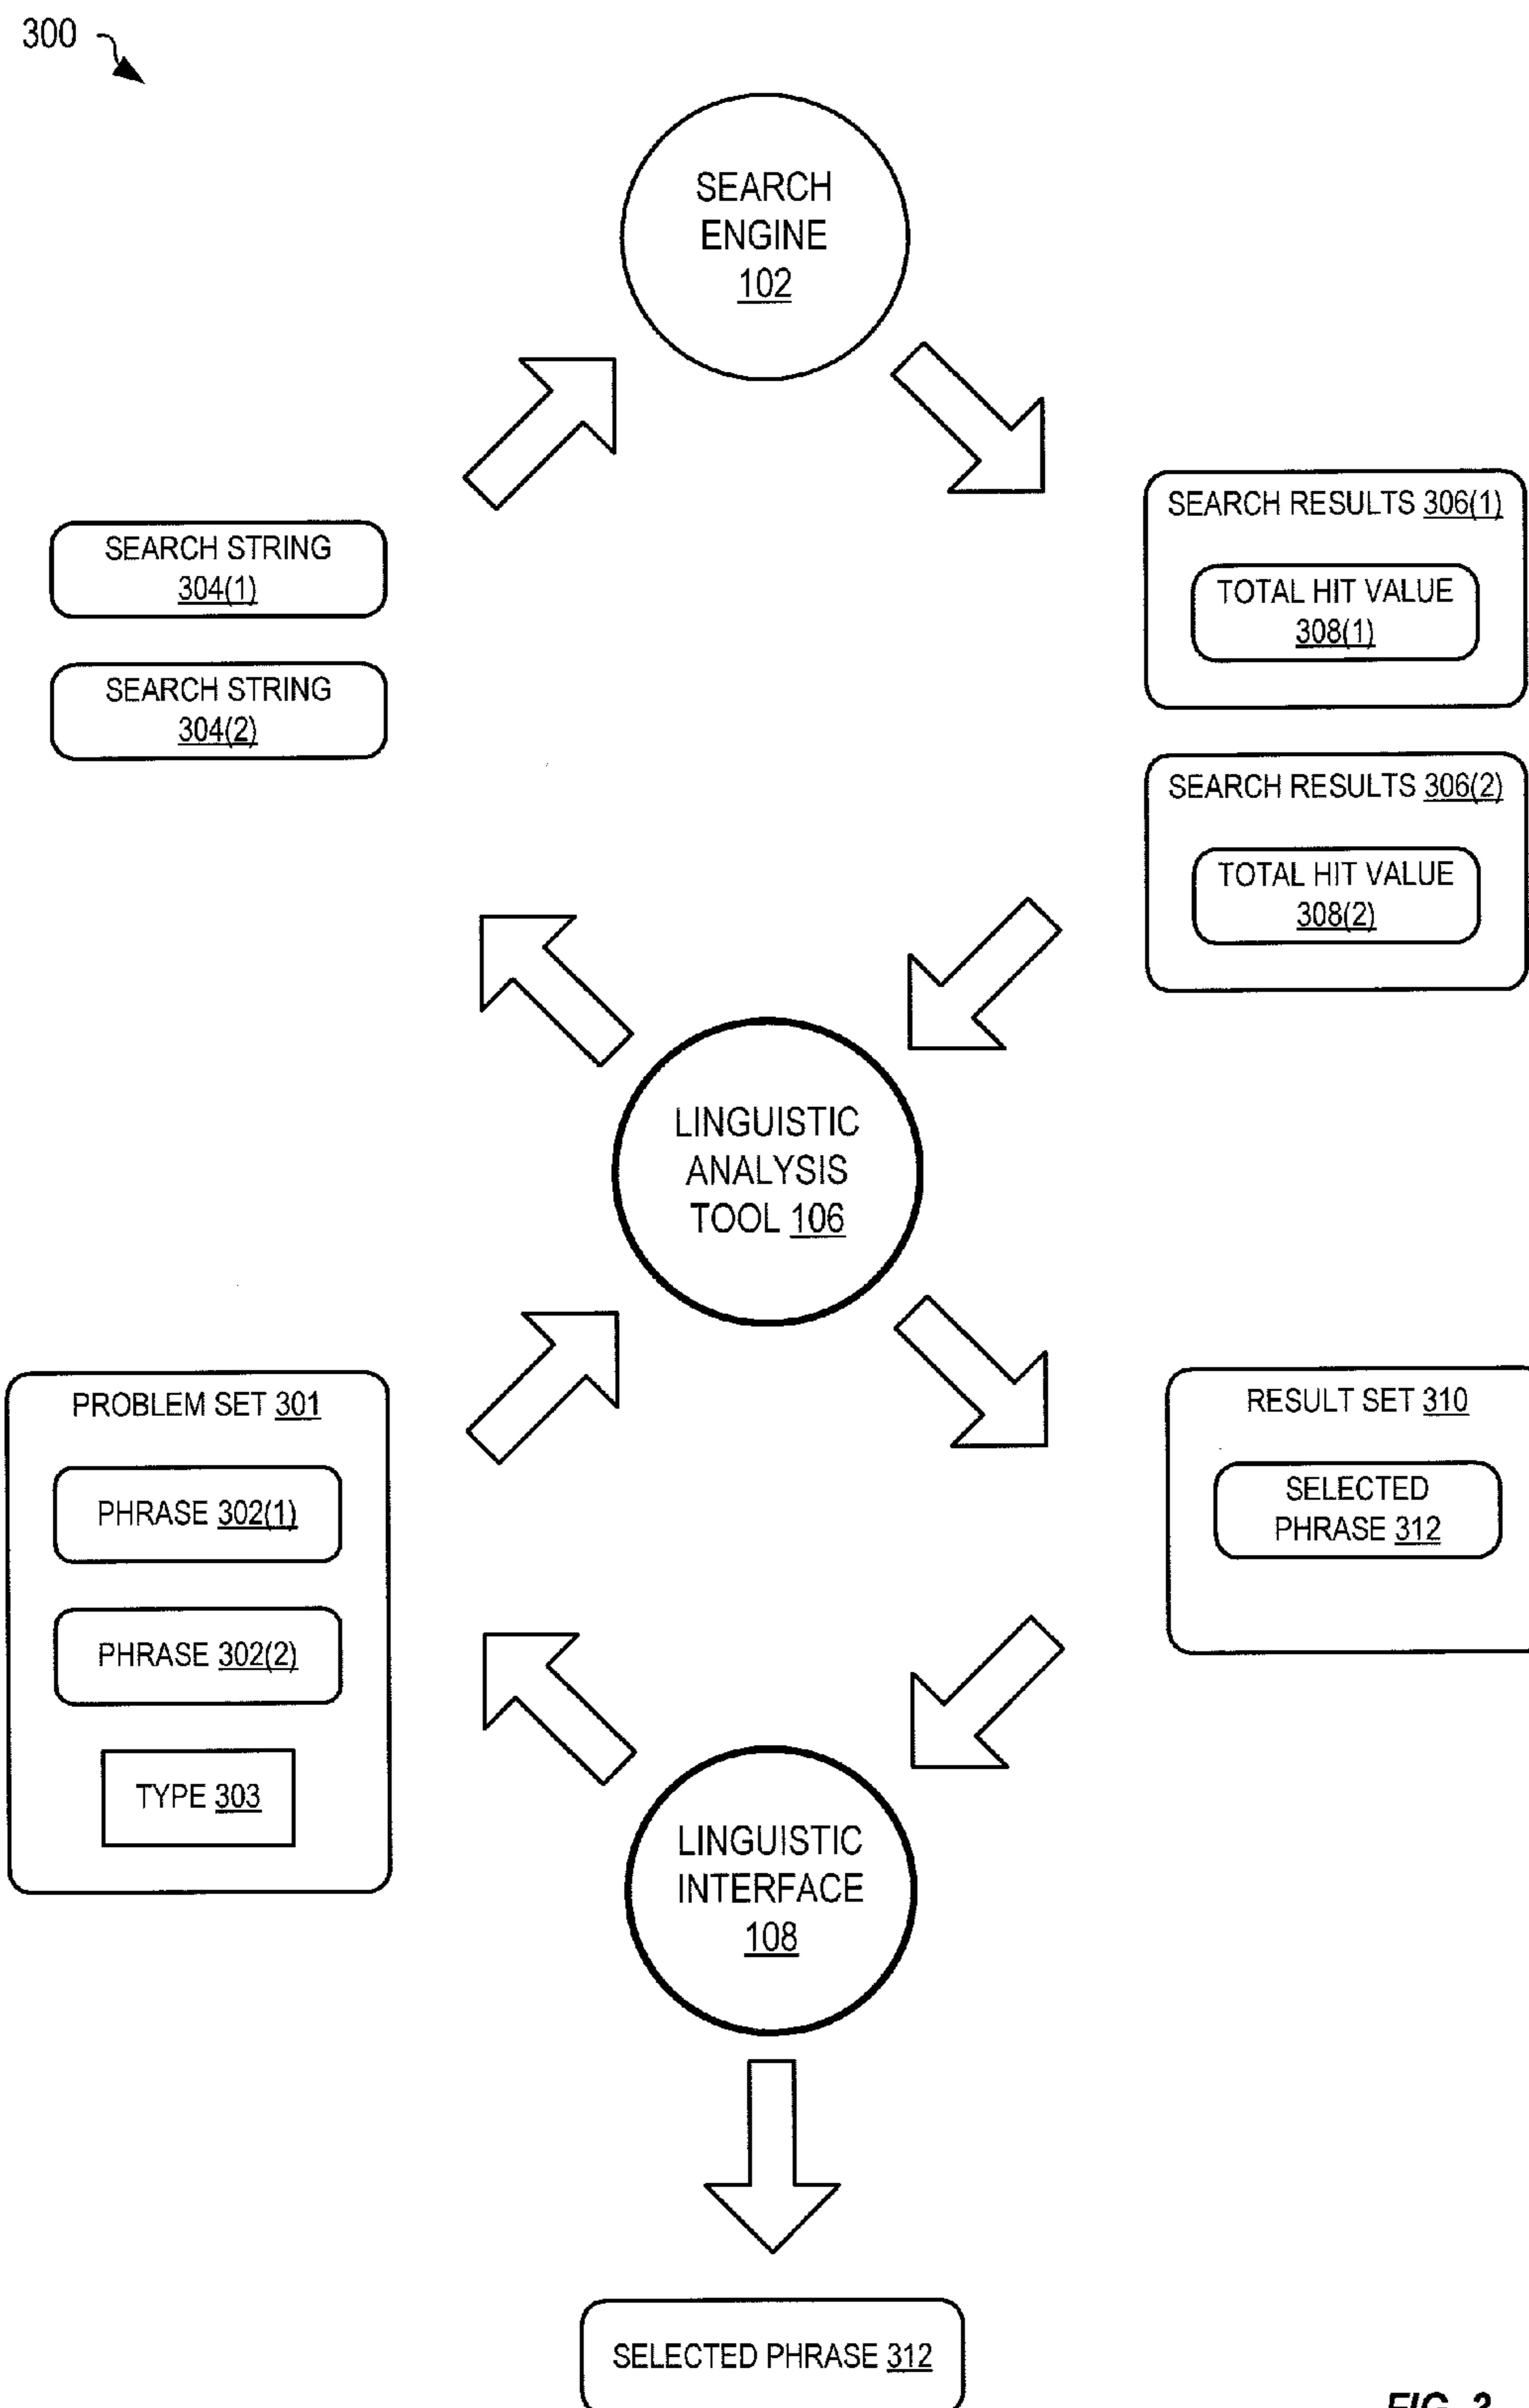 300
SEARCH
ENGINE
102
SEARCH STRING
304(1)
SEARCH STRING
304(2)
SEARCH RESULTS 306(1)
TOTAL HIT VALUE
308(1)
SEARCH RESULTS 306(2)
TOTAL HIT VALUE
308(2)
LINGUISTIC
ANALYSIS
TOOL 106
PROBLEM SET 301
PHRASE 302(1)
PHRASE 302(2)
TYPE 303
RESULT SET 310
SELECTED
PHRASE 312
LINGUISTIC
INTERFACE
108
SELECTED PHRASE 312
FIG.